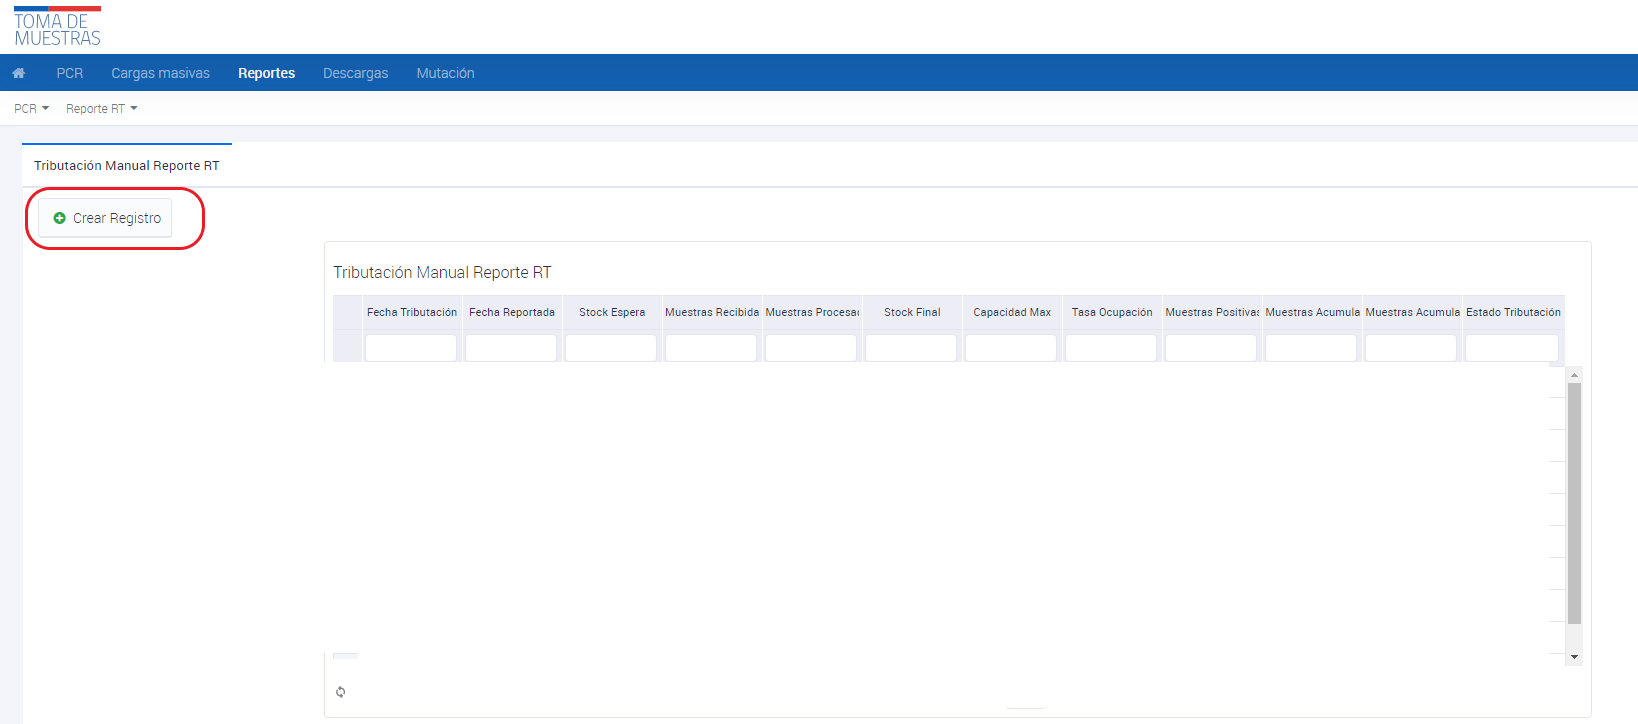 TOMA DE
MUESTRAS
PCR Cargas masivas Reportes Descargas Mutación
PCR Reporte RT
Tributación Manual Reporte RT
Crear Registro
Tributación Manual Reporte RT
Fecha Tributación Fecha Reportada Stock Espera Muestras Recibida Muestras Procesad Stock Final Capacidad Max Tasa Ocupación Muestras Positivas Muestras Acumula Muestras Acumula Estado Tributación